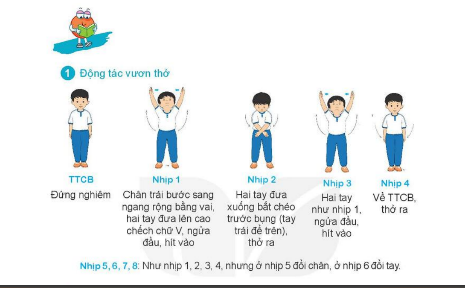 1 Động tác vươn thở
TTCB
Đứng nghiêm
Nhịp 1
Chân trái bước sang
ngang rộng bằng vai,
hai tay đưa lên cao
chếch chữ V, ngửa
đầu, hít vào
Nhịp 2
Hai tay đưa
xuống bắt chéo
trước bụng (tay
trái để trên),
thở ra
Nhịp 3
Hai tay
như nhịp 1,
ngửa đầu,
hít vào
Nhịp 4
Về TTCB,
thở ra
Nhịp 5, 6, 7, 8: Như nhịp 1, 2, 3, 4, nhưng ở nhịp 5 đổi chân, ở nhịp 6 đổi tay.